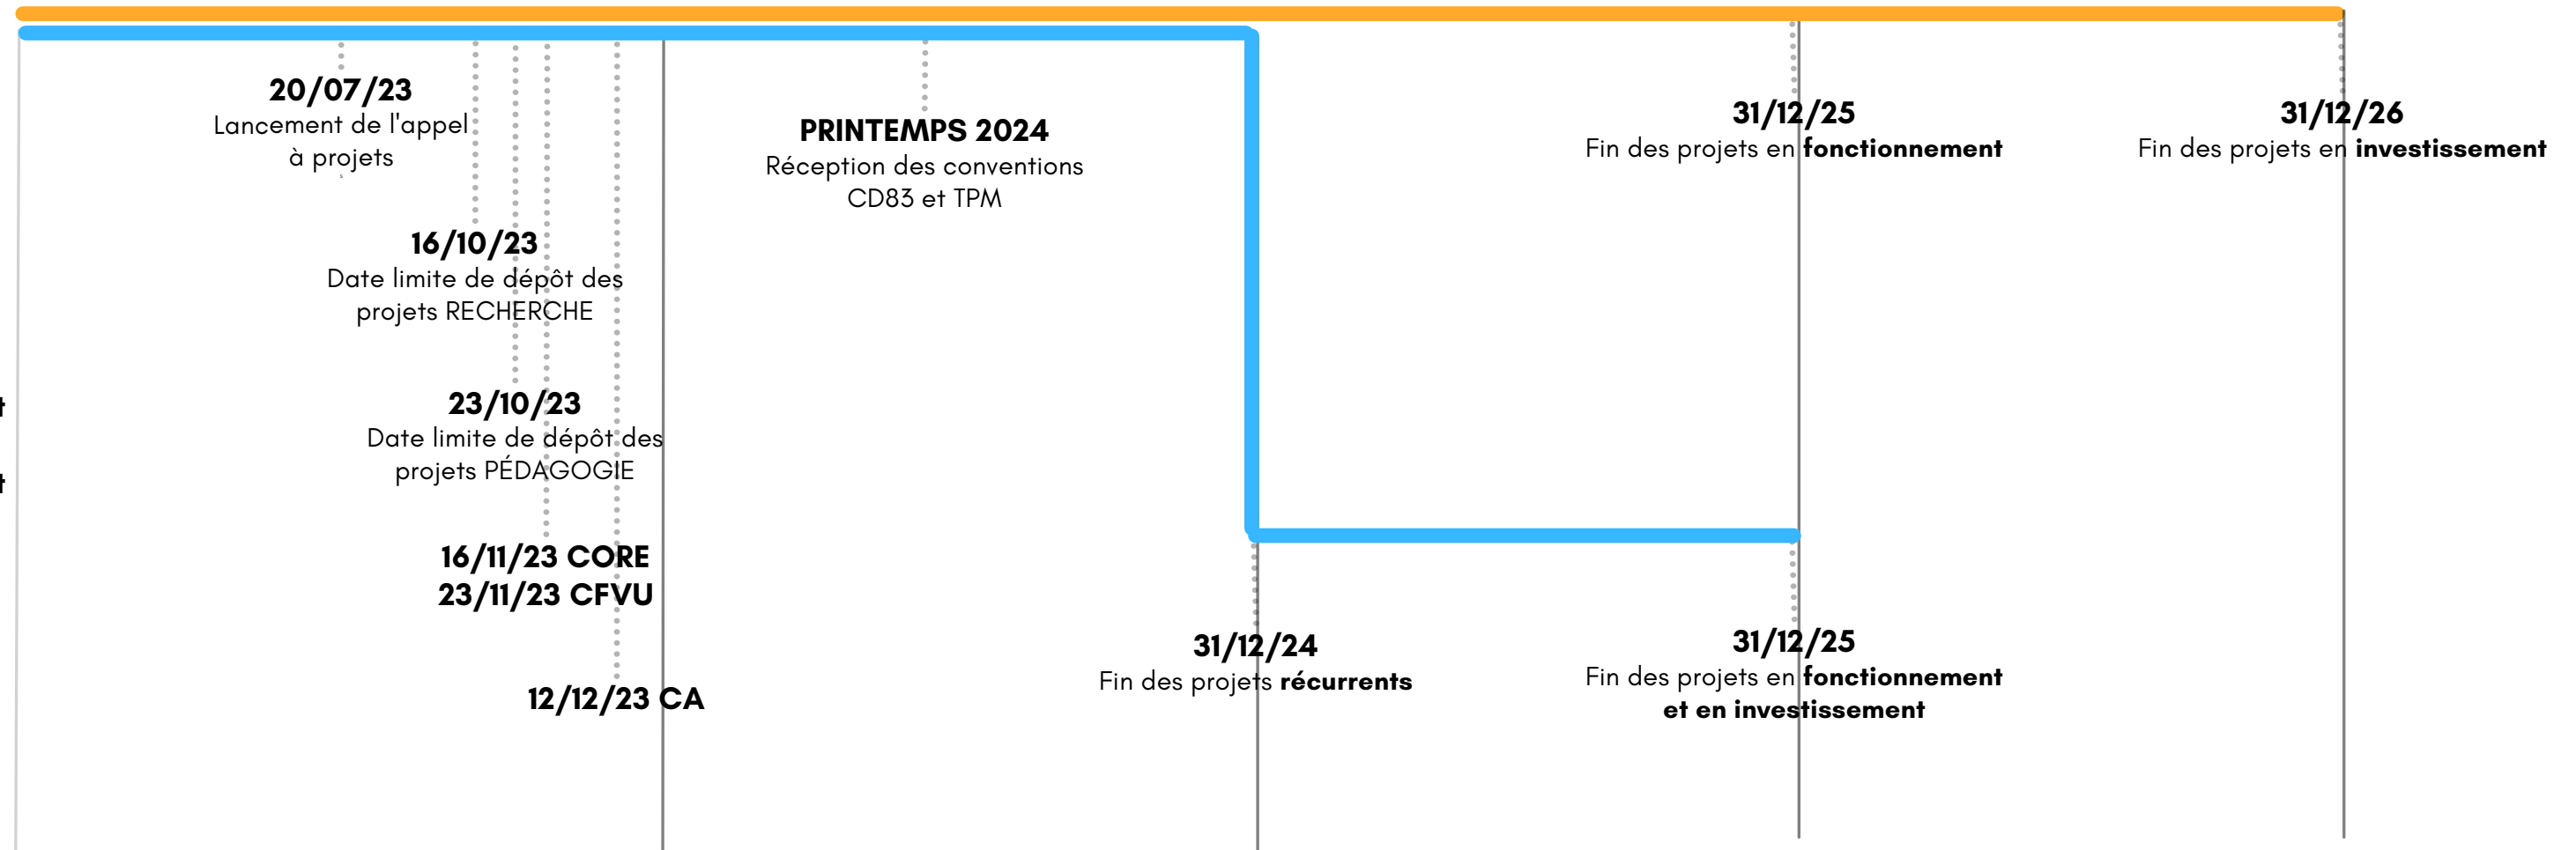 20/07/23
Lancement de l'appel
à projets
16/10/23
Date limite de dépôt des
projets RECHERCHE
23/10/23
Date limite de dépôt des
projets PÉDAGOGIE
16/11/23 CORE
23/11/23 CFVU
12/12/23 CA
PRINTEMPS 2024
Réception des conventions
CD83 et TPM
31/12/24
Fin des projets récurrents
31/12/25
Fin des projets en fonctionnement
31/12/25
Fin des projets en fonctionnement
et en investissement
31/12/26
Fin des projets en investissement